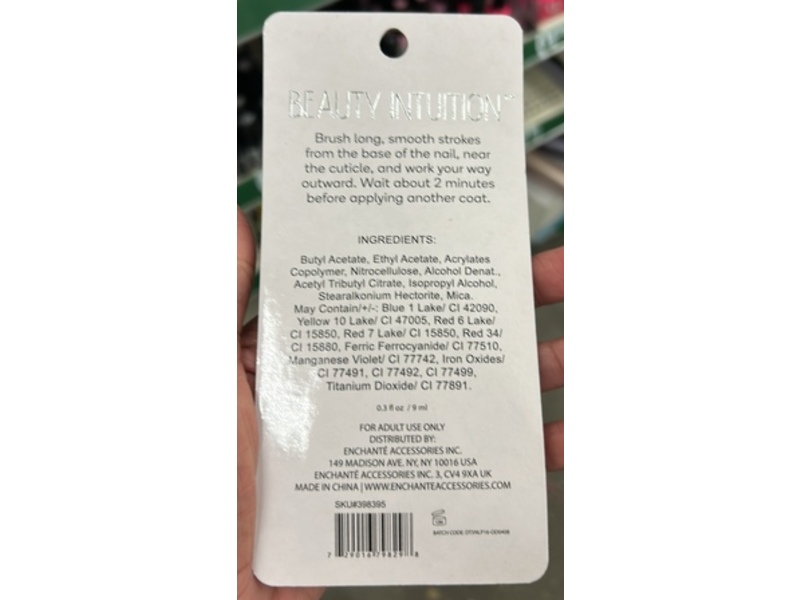 BEAUTY INTUITION™
Brush long, smooth strokes
from the base of the nail, near
the cuticle, and work your way
outward. Wait about 2 minutes
before applying another coat.
INGREDIENTS:
Butyl Acetate, Ethyl Acetate, Acrylates
Copolymer, Nitrocellulose, Alcohol Denat.,
Acetyl Tributyl Citrate, Isopropyl Alcohol,
Stearalkonium Hectorite, Mica.
May Contain/+/-: Blue 1 Lake/ CI 42090,
Yellow 10 Lake/ CI 47005, Red 6 Lake/
CI 15850, Red 7 Lake/ CI 15850, Red 34/
CI 15880, Ferric Ferrocyanide/ CI 77510,
Manganese Violet/ CI 77742, Iron Oxides/
CI 77491, CI 77492, CI 77499,
Titanium Dioxide/ CI 77891.
0.3 fl oz / 9 ml
FOR ADULT USE ONLY
DISTRIBUTED BY:
ENCHANTÉ ACCESSORIES INC.
149 MADISON AVE. NY, NY 10016 USA
ENCHANTÉ ACCESSORIES INC. 3, CV4 9XA UK
MADE IN CHINA | WWW.ENCHANTEACCESSORIES.COM
SKU#398395
BATCH CODE:
7 29016 79829 8